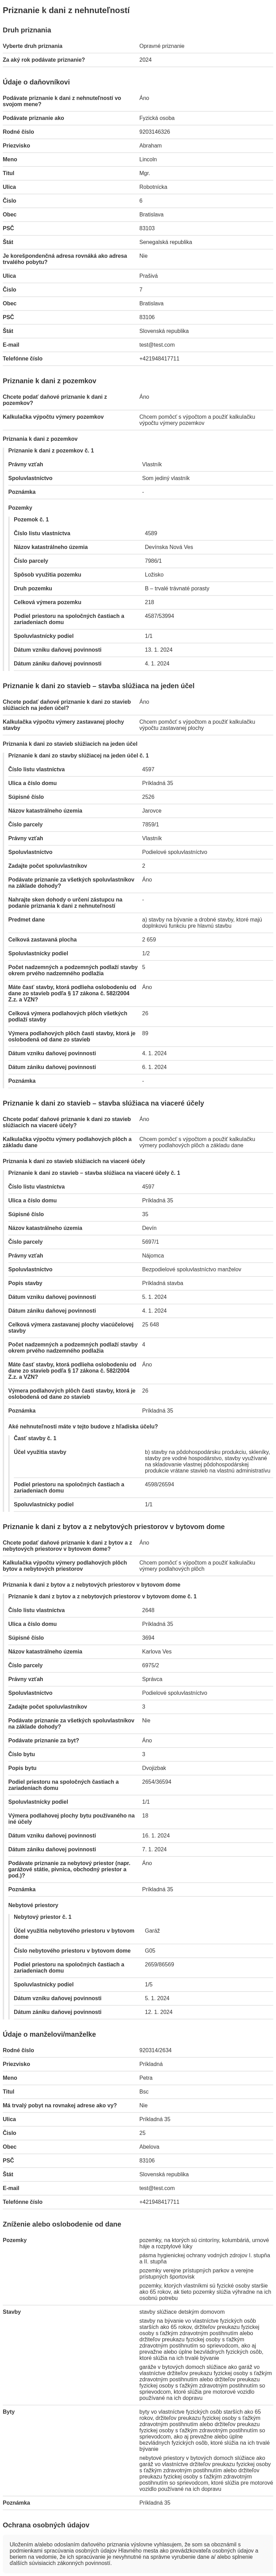 Priznanie k dani z nehnuteľností
Druh priznania
Vyberte druh priznania
Opravné priznanie
Za aký rok podávate priznanie?
2024
Údaje o daňovníkovi
Podávate priznanie k dani z nehnuteľností vo
svojom mene?
Áno
Podávate priznanie ako
Fyzická osoba
Rodné číslo
9203146326
Priezvisko
Abraham
Meno
Lincoln
Titul
Mgr.
Ulica
Robotnícka
Číslo
6
Obec
Bratislava
PSČ
83103
Štát
Senegalská republika
Je korešpondenčná adresa rovnáká ako adresa
trvalého pobytu?
Nie
Ulica
Prašivá
Číslo
7
Obec
Bratislava
PSČ
83106
Štát
Slovenská republika
E-mail
test@test.com
Telefónne číslo
+421948417711
Priznanie k dani z pozemkov
Chcete podať daňové priznanie k dani z
pozemkov?
Áno
Kalkulačka výpočtu výmery pozemkov
Chcem pomôcť s výpočtom a použiť kalkulačku
výpočtu výmery pozemkov
Priznania k dani z pozemkov
Priznanie k dani z pozemkov č. 1
Právny vzťah
Vlastník
Spoluvlastníctvo
Som jediný vlastník
Poznámka
-
Pozemky
Pozemok č. 1
Číslo listu vlastníctva
4589
Názov katastrálneho územia
Devínska Nová Ves
Číslo parcely
7986/1
Spôsob využitia pozemku
Ložisko
Druh pozemku
B – trvalé trávnaté porasty
Celková výmera pozemku
218
Podiel priestoru na spoločných častiach a
zariadeniach domu
4587/53994
Spoluvlastnícky podiel
1/1
Dátum vzniku daňovej povinnosti
13. 1. 2024
Dátum zániku daňovej povinnosti
4. 1. 2024
Priznanie k dani zo stavieb – stavba slúžiaca na jeden účel
Chcete podať daňové priznanie k dani zo stavieb
slúžiacich na jeden účel?
Áno
Kalkulačka výpočtu výmery zastavanej plochy
stavby
Chcem pomôcť s výpočtom a použiť kalkulačku
výpočtu zastavanej plochy
Priznania k dani zo stavieb slúžiacich na jeden účel
Priznanie k dani zo stavby slúžiacej na jeden účel č. 1
Číslo listu vlastníctva
4597
Ulica a číslo domu
Príkladná 35
Súpisné číslo
2526
Názov katastrálneho územia
Jarovce
Číslo parcely
7859/1
Právny vzťah
Vlastník
Spoluvlastníctvo
Podielové spoluvlastníctvo
Zadajte počet spoluvlastníkov
2
Podávate priznanie za všetkých spoluvlastníkov
na základe dohody?
Áno
Nahrajte sken dohody o určení zástupcu na
podanie priznania k dani z nehnuteľností
-
Predmet dane
a) stavby na bývanie a drobné stavby, ktoré majú
doplnkovú funkciu pre hlavnú stavbu
Celková zastavaná plocha
2 659
Spoluvlastnícky podiel
1/2
Počet nadzemných a podzemných podlaží stavby
okrem prvého nadzemného podlažia
5
Máte časť stavby, ktorá podlieha oslobodeniu od
dane zo stavieb podľa § 17 zákona č. 582/2004
Z.z. a VZN?
Áno
Celková výmera podlahových plôch všetkých
podlaží stavby
26
Výmera podlahových plôch časti stavby, ktorá je
oslobodená od dane zo stavieb
89
Dátum vzniku daňovej povinnosti
4. 1. 2024
Dátum zániku daňovej povinnosti
6. 1. 2024
Poznámka
-
Priznanie k dani zo stavieb – stavba slúžiaca na viaceré účely
Chcete podať daňové priznanie k dani zo stavieb
slúžiacich na viaceré účely?
Áno
Kalkulačka výpočtu výmery podlahových plôch a
základu dane
Chcem pomôcť s výpočtom a použiť kalkulačku
výpočtu výmery podlahových plôch a základu dane
Priznania k dani zo stavieb slúžiacich na viaceré účely
Priznanie k dani zo stavieb – stavba slúžiaca na viaceré účely č. 1
Číslo listu vlastníctva
4597
Ulica a číslo domu
Príkladná 35
Súpisné číslo
35
Názov katastrálneho územia
Devín
Číslo parcely
5697/1
Právny vzťah
Nájomca
Spoluvlastníctvo
Bezpodielové spoluvlastníctvo manželov
Popis stavby
Príkladná stavba
Dátum vzniku daňovej povinnosti
5. 1. 2024
Dátum zániku daňovej povinnosti
4. 1. 2024
Celková výmera zastavanej plochy viacúčelovej
stavby
25 648
Počet nadzemných a podzemných podlaží stavby
okrem prvého nadzemného podlažia
4
Máte časť stavby, ktorá podlieha oslobodeniu od
dane zo stavieb podľa § 17 zákona č. 582/2004
Z.z. a VZN?
Áno
Výmera podlahových plôch časti stavby, ktorá je
oslobodená od dane zo stavieb
26
Poznámka
Príkladná 35
Aké nehnuteľnosti máte v tejto budove z hľadiska účelu?
Časť stavby č. 1
Účel využitia stavby
b) stavby na pôdohospodársku produkciu, skleníky,
stavby pre vodné hospodárstvo, stavby využívané
na skladovanie vlastnej pôdohospodárskej
produkcie vrátane stavieb na vlastnú administratívu
Podiel priestoru na spoločných častiach a
zariadeniach domu
4598/26594
Spoluvlastnícky podiel
1/1
Priznanie k dani z bytov a z nebytových priestorov v bytovom dome
Chcete podať daňové priznanie k dani z bytov a z
nebytových priestorov v bytovom dome?
Áno
Kalkulačka výpočtu výmery podlahových plôch
bytov a nebytových priestorov
Chcem pomôcť s výpočtom a použiť kalkulačku
výmery podlahových plôch
Priznania k dani z bytov a z nebytových priestorov v bytovom dome
Priznanie k dani z bytov a z nebytových priestorov v bytovom dome č. 1
Číslo listu vlastníctva
2648
Ulica a číslo domu
Príkladná 35
Súpisné číslo
3694
Názov katastrálneho územia
Karlova Ves
Číslo parcely
6975/2
Právny vzťah
Správca
Spoluvlastníctvo
Podielové spoluvlastníctvo
Zadajte počet spoluvlastníkov
3
Podávate priznanie za všetkých spoluvlastníkov
na základe dohody?
Nie
Podávate priznanie za byt?
Áno
Číslo bytu
3
Popis bytu
Dvojizbak
Podiel priestoru na spoločných častiach a
zariadeniach domu
2654/36594
Spoluvlastnícky podiel
1/1
Výmera podlahovej plochy bytu používaného na
iné účely
18
Dátum vzniku daňovej povinnosti
16. 1. 2024
Dátum zániku daňovej povinnosti
7. 1. 2024
Podávate priznanie za nebytový priestor (napr.
garážové státie, pivnica, obchodný priestor a
pod.)?
Áno
Poznámka
Príkladná 35
Nebytové priestory
Nebytový priestor č. 1
Účel využitia nebytového priestoru v bytovom
dome
Garáž
Číslo nebytového priestoru v bytovom dome
G05
Podiel priestoru na spoločných častiach a
zariadeniach domu
2659/86569
Spoluvlastnícky podiel
1/5
Dátum vzniku daňovej povinnosti
5. 1. 2024
Dátum zániku daňovej povinnosti
12. 1. 2024
Údaje o manželovi/manželke
Rodné číslo
920314/2634
Priezvisko
Príkladná
Meno
Petra
Titul
Bsc
Má trvalý pobyt na rovnakej adrese ako vy?
Nie
Ulica
Príkladná 35
Číslo
25
Obec
Abelova
PSČ
83106
Štát
Slovenská republika
E-mail
test@test.com
Telefónne číslo
+421948417711
Zníženie alebo oslobodenie od dane
Pozemky
pozemky, na ktorých sú cintoríny, kolumbáriá, urnové
háje a rozptylové lúky
pásma hygienickej ochrany vodných zdrojov I. stupňa
a II. stupňa
pozemky verejne prístupných parkov a verejne
prístupných športovísk
pozemky, ktorých vlastníkmi sú fyzické osoby staršie
ako 65 rokov, ak tieto pozemky slúžia výhradne na ich
osobnú potrebu
Stavby
stavby slúžiace detským domovom
stavby na bývanie vo vlastníctve fyzických osôb
starších ako 65 rokov, držiteľov preukazu fyzickej
osoby s ťažkým zdravotným postihnutím alebo
držiteľov preukazu fyzickej osoby s ťažkým
zdravotným postihnutím so sprievodcom, ako aj
prevažne alebo úplne bezvládnych fyzických osôb,
ktoré slúžia na ich trvalé bývanie
garáže v bytových domoch slúžiace ako garáž vo
vlastníctve držiteľov preukazu fyzickej osoby s ťažkým
zdravotným postihnutím alebo držiteľov preukazu
fyzickej osoby s ťažkým zdravotným postihnutím so
sprievodcom, ktoré slúžia pre motorové vozidlo
používané na ich dopravu
Byty
byty vo vlastníctve fyzických osôb starších ako 65
rokov, držiteľov preukazu fyzickej osoby s ťažkým
zdravotným postihnutím alebo držiteľov preukazu
fyzickej osoby s ťažkým zdravotným postihnutím so
sprievodcom, ako aj prevažne alebo úplne
bezvládnych fyzických osôb, ktoré slúžia na ich trvalé
bývanie
nebytové priestory v bytových domoch slúžiace ako
garáž vo vlastníctve držiteľov preukazu fyzickej osoby
s ťažkým zdravotným postihnutím alebo držiteľov
preukazu fyzickej osoby s ťažkým zdravotným
postihnutím so sprievodcom, ktoré slúžia pre motorové
vozidlo používané na ich dopravu
Poznámka
Príkladná 35
Ochrana osobných údajov
Uložením a/alebo odoslaním daňového priznania výslovne vyhlasujem, že som sa oboznámil s
podmienkami spracúvania osobných údajov Hlavného mesta ako prevádzkovateľa osobných údajov a
beriem na vedomie, že ich spracúvanie je nevyhnutné na správne vyrubenie dane a/ alebo splnenie
ďalších súvisiacich zákonných povinností.